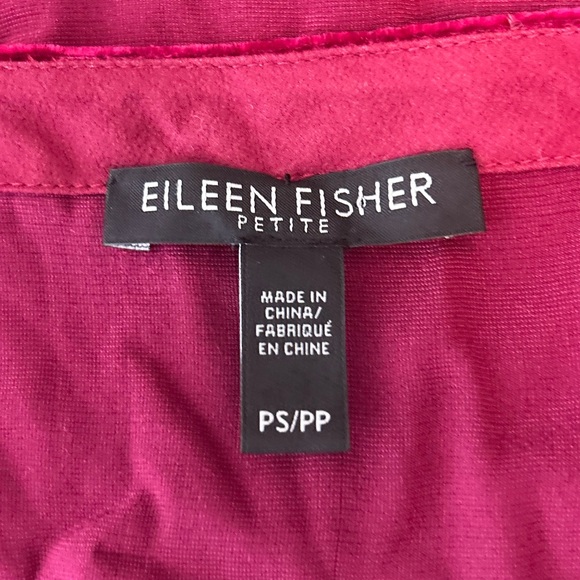 EILEEN FISHER
PETITE
MADE IN
CHINA/
FABRIQUÉ
EN CHINE
PS/PP